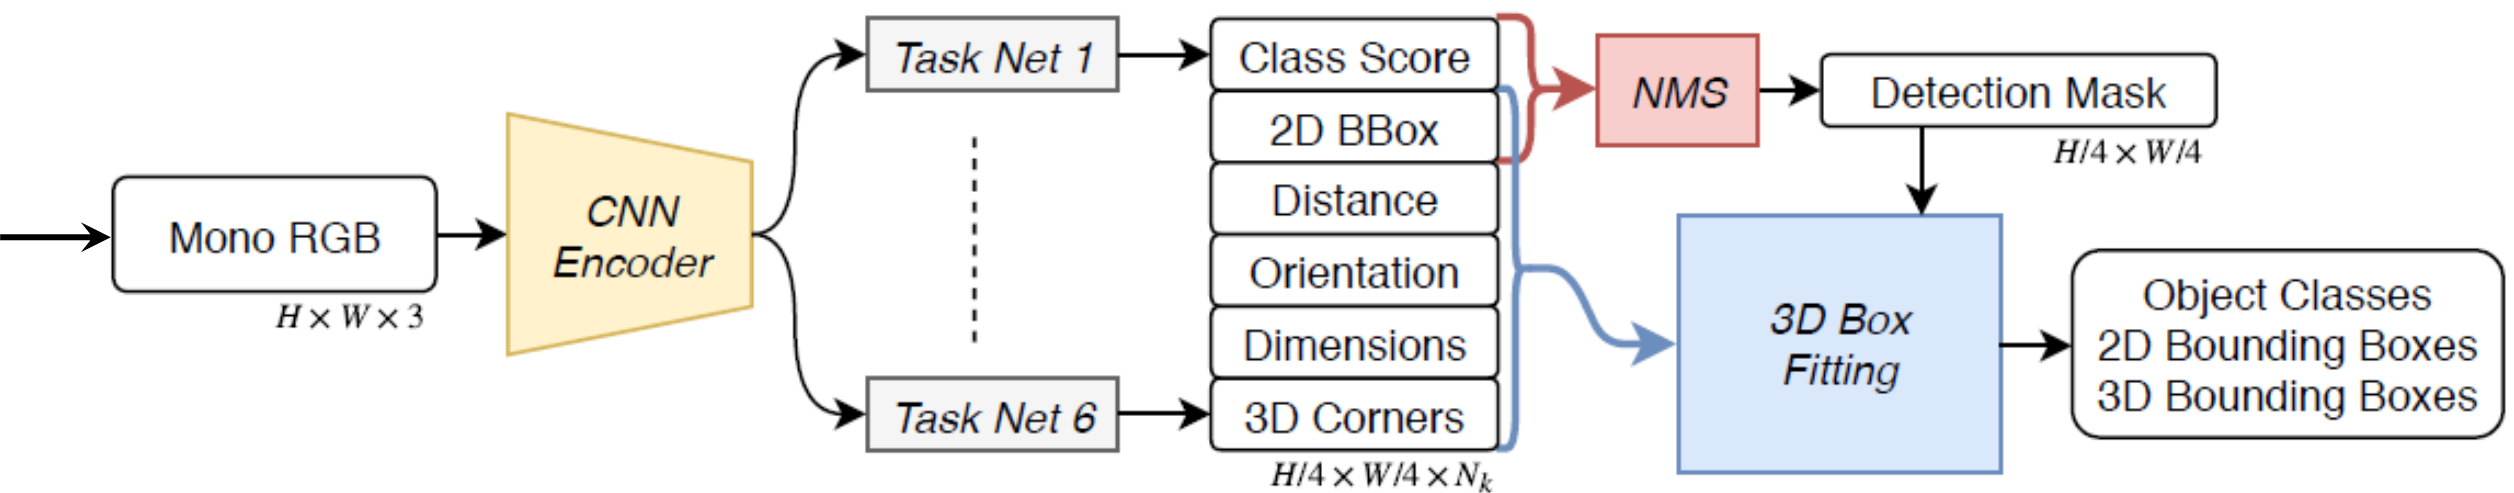 Mono RGB
H × W × 3
CNN
Encoder
Task Net 1
Task Net 6
Class Score
2D BBox
Distance
Orientation
Dimensions
3D Corners
H/4 × W/4 × N_k
NMS
Detection Mask
H/4 × W/4
3D Box
Fitting
Object Classes
2D Bounding Boxes
3D Bounding Boxes